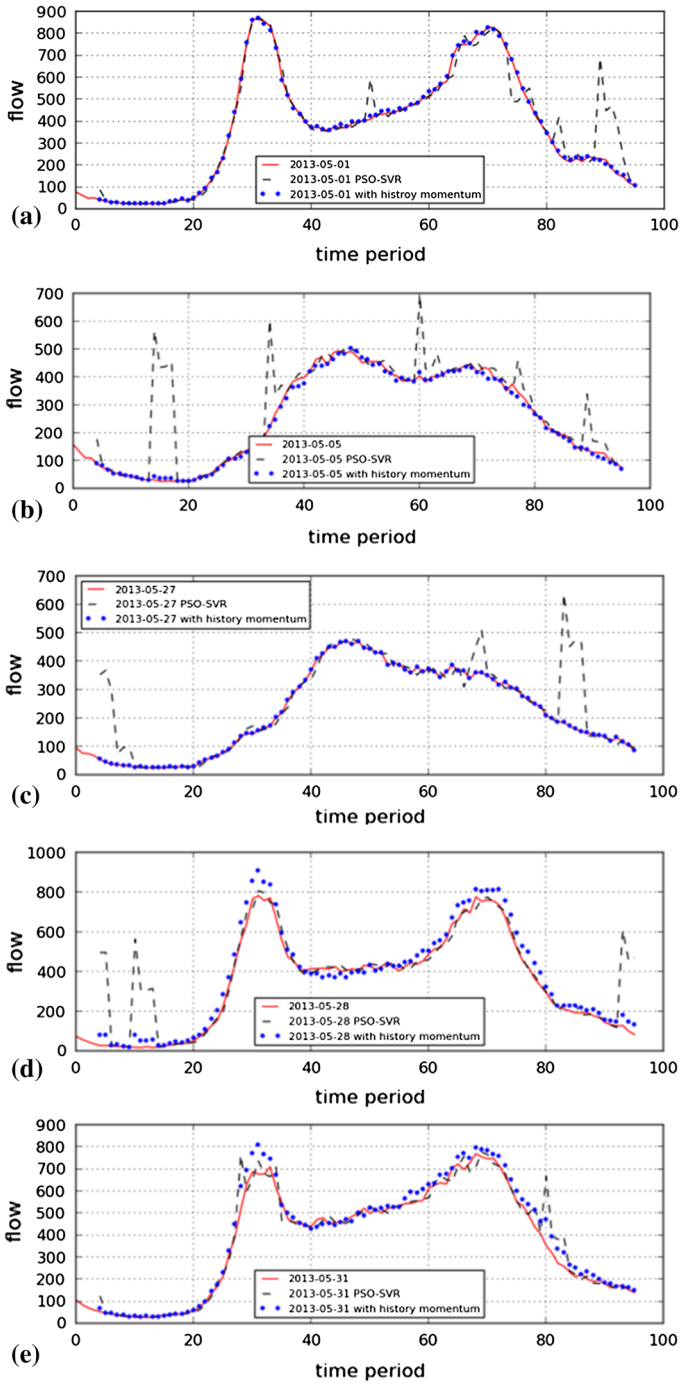 900
800
700
600
500
400
300
200
100
0
flow
2013-05-01
2013-05-01 PSO-SVR
2013-05-01 with histroy momentum
0 20 40 60 80 100
(a)
time period
700
600
500
400
300
200
100
0
flow
2013-05-05
2013-05-05 PSO-SVR
2013-05-05 with history momentum
0 20 40 60 80 100
(b)
time period
700
600
500
400
300
200
100
0
flow
2013-05-27
2013-05-27 PSO-SVR
2013-05-27 with history momentum
0 20 40 60 80 100
(c)
time period
1000
800
600
400
200
0
flow
2013-05-28
2013-05-28 PSO-SVR
2013-05-28 with history momentum
0 20 40 60 80 100
(d)
time period
900
800
700
600
500
400
300
200
100
0
flow
2013-05-31
2013-05-31 PSO-SVR
2013-05-31 with history momentum
0 20 40 60 80 100
(e)
time period